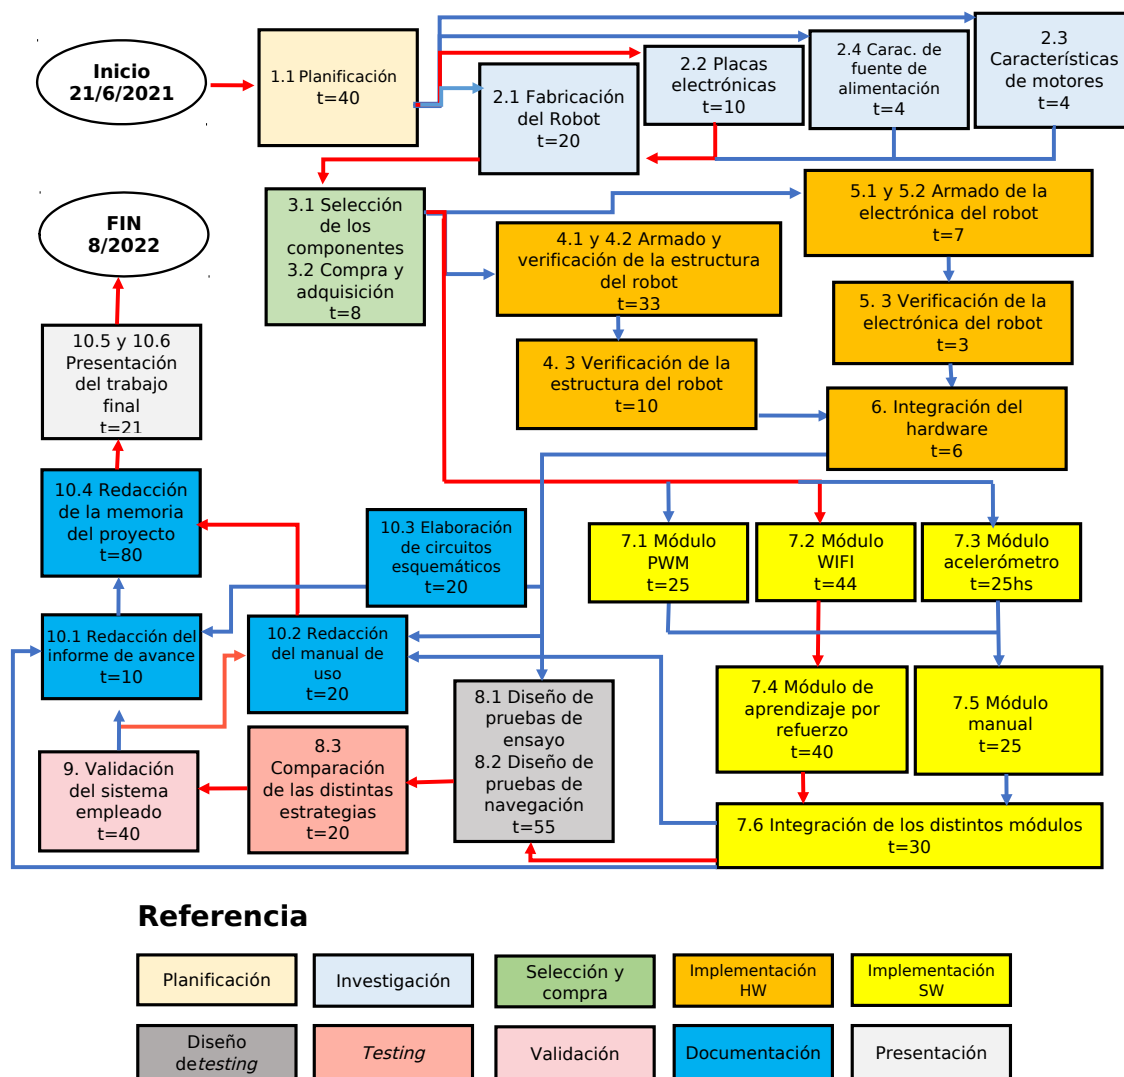 Inicio
21/6/2021
1.1 Planificación
t=40
2.1 Fabricación
del Robot
t=20
2.2 Placas
electrónicas
t=10
2.4 Carac. de
fuente de
alimentación
t=4
2.3
Características
de motores
t=4
FIN
8/2022
3.1 Selección
de los
componentes
3.2 Compra y
adquisición
t=8
4.1 y 4.2 Armado y
verificación de la estructura
del robot
t=33
5.1 y 5.2 Armado de la
electrónica del robot
t=7
5. 3 Verificación de la
electrónica del robot
t=3
4. 3 Verificación de la
estructura del robot
t=10
6. Integración del
hardware
t=6
10.5 y 10.6
Presentación
del trabajo
final
t=21
10.4 Redacción
de la memoria
del proyecto
t=80
10.3 Elaboración
de circuitos
esquemáticos
t=20
7.1 Módulo
PWM
t=25
7.2 Módulo
WIFI
t=44
7.3 Módulo
acelerómetro
t=25hs
10.1 Redacción del
informe de avance
t=10
10.2 Redacción
del manual de
uso
t=20
8.1 Diseño de
pruebas de
ensayo
8.2 Diseño de
pruebas de
navegación
t=55
7.4 Módulo de
aprendizaje por
refuerzo
t=40
7.5 Módulo
manual
t=25
9. Validación
del sistema
empleado
t=40
8.3
Comparación
de las distintas
estrategias
t=20
7.6 Integración de los distintos módulos
t=30
Referencia
Planificación
Investigación
Selección y
compra
Implementación
HW
Implementación
SW
Diseño
detesting
Testing
Validación
Documentación
Presentación